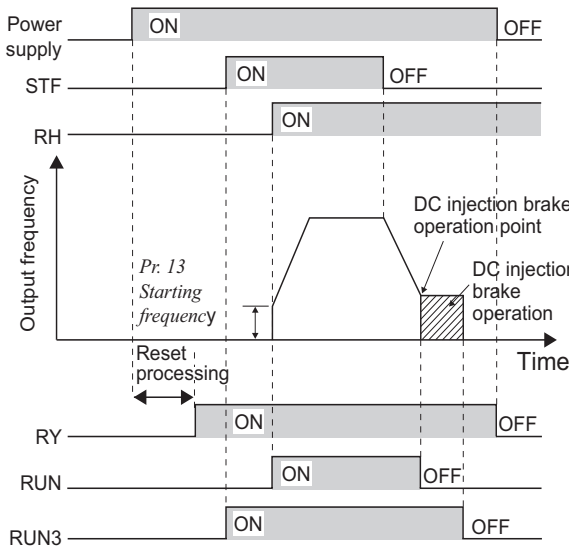 Power
supply
ON
OFF
STF
ON
OFF
RH
ON
Output frequency
Pr. 13
Starting
frequency
DC injection brake
operation point
DC injection
brake
operation
Time
Reset
processing
RY
ON
OFF
RUN
ON
OFF
RUN3
ON
OFF